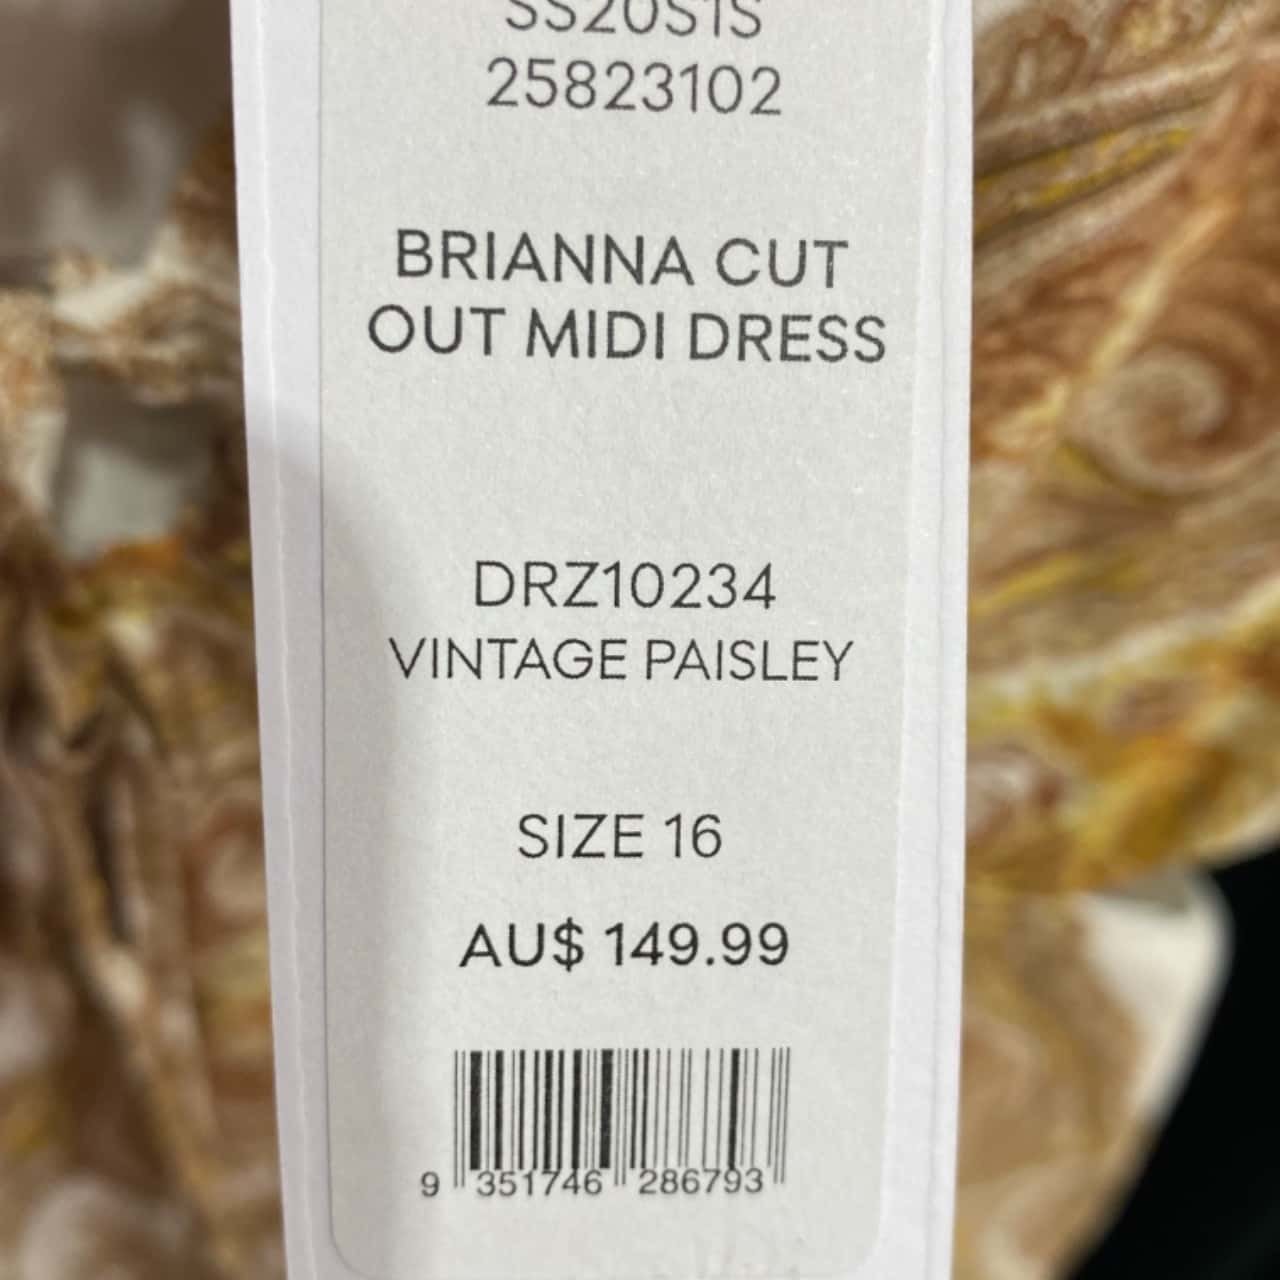 SS20S1S
25823102
BRIANNA CUT
OUT MIDI DRESS
DRZ10234
VINTAGE PAISLEY
SIZE 16
AU$ 149.99
9 351746 286793